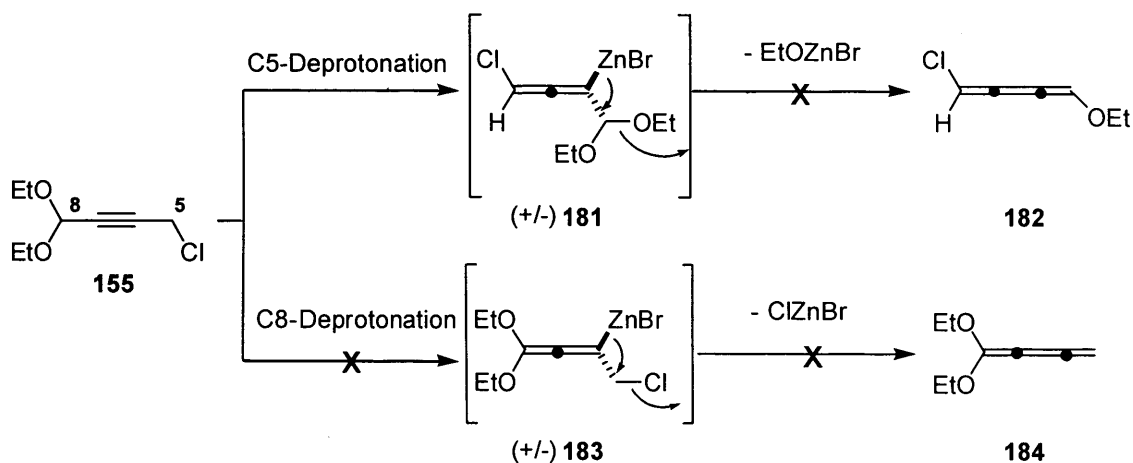 C5-Deprotonation
Cl
ZnBr
H
OEt
EtO
(+/-) 181
- EtOZnBr
X
Cl
H
OEt
182
EtO
8
5
EtO
Cl
155
C8-Deprotonation
X
EtO
ZnBr
EtO
Cl
(+/-) 183
- ClZnBr
X
EtO
EtO
184